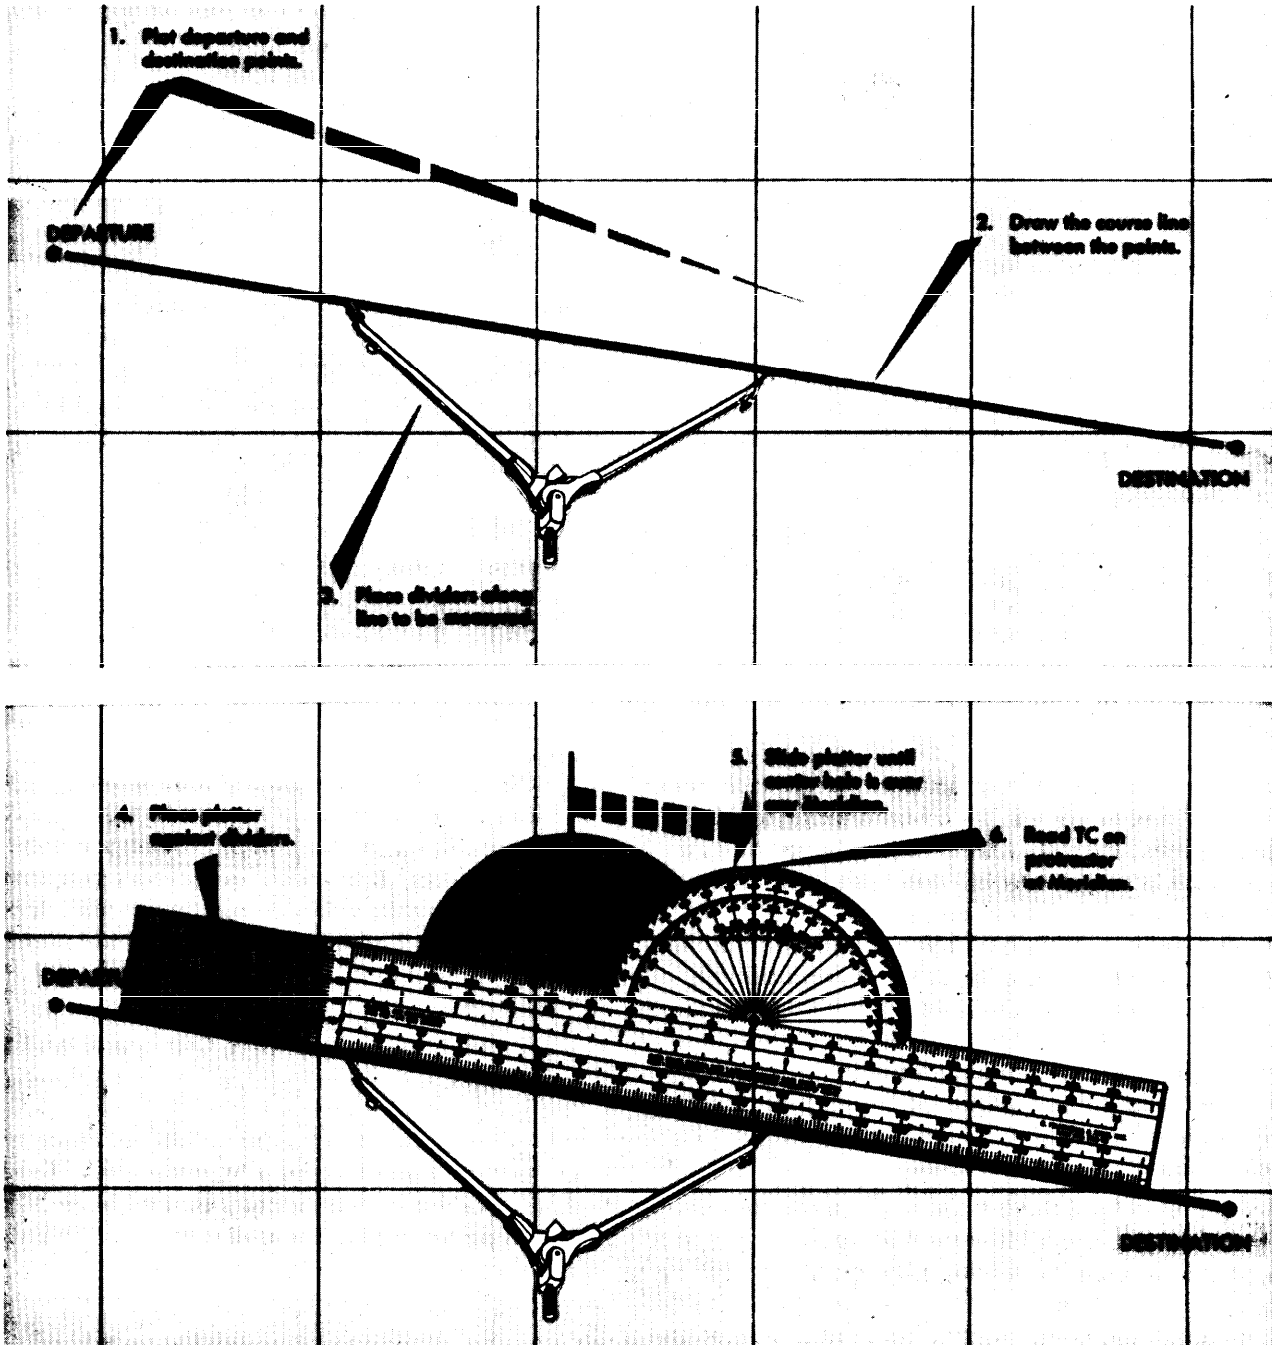 1. Plot departure and
destination points.
DEPARTURE
2. Draw the course line
between the points.
DESTINATION
3. Place dividers along
line to be measured.
5. Slide plotter until
center hole is over
any Meridian.
4. Place plotter
against dividers.
6. Read TC on
protractor
at Meridian.
DEPARTU
DESTINATION